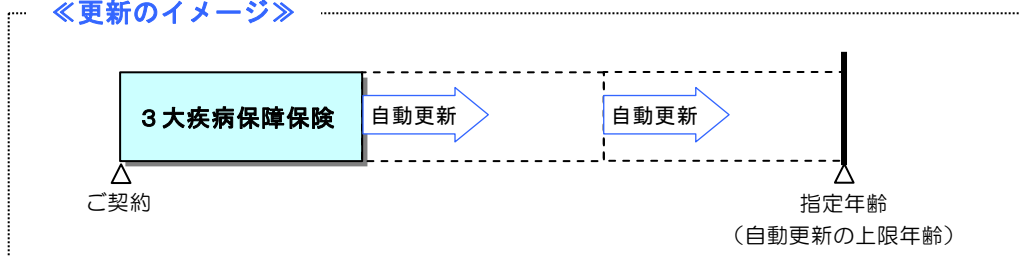 ≪更新のイメージ≫
３大疾病保障保険
自動更新
自動更新
ご契約
指定年齢
（自動更新の上限年齢）